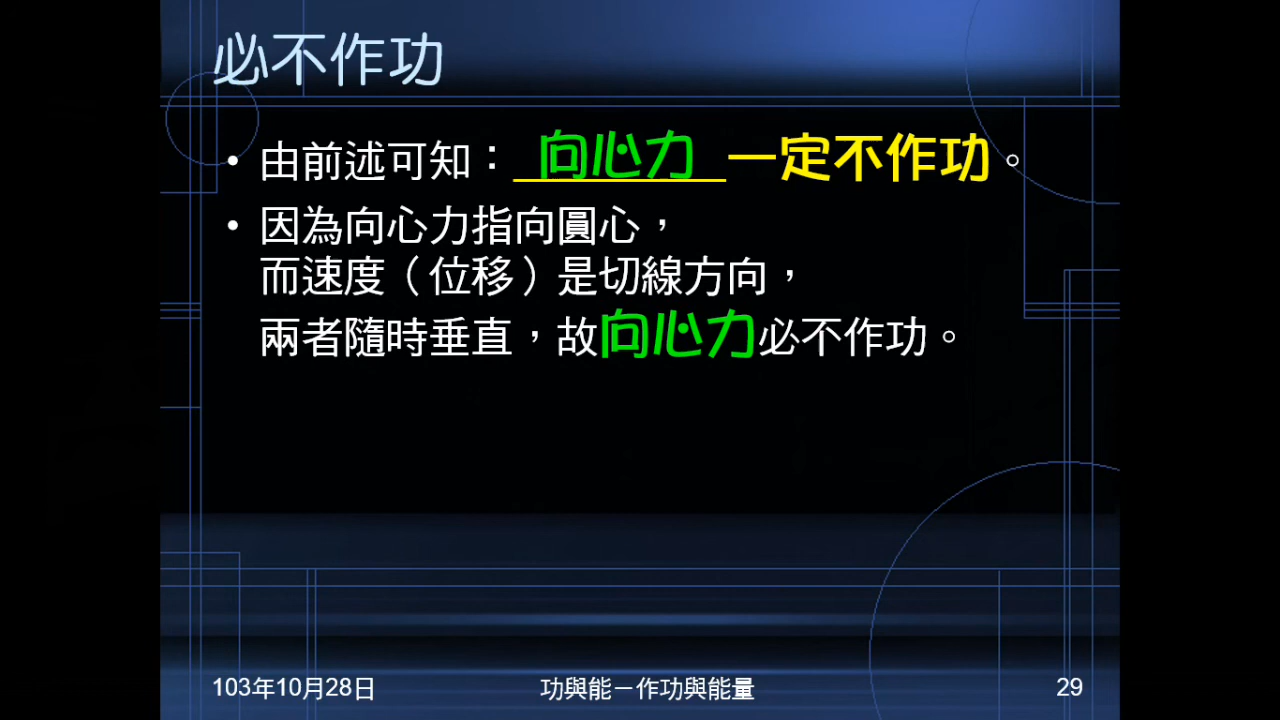 必不作功
• 由前述可知：向心力一定不作功。
• 因為向心力指向圓心，
而速度（位移）是切線方向，
兩者隨時垂直，故向心力必不作功。
103年10月28日
功與能－作功與能量
29